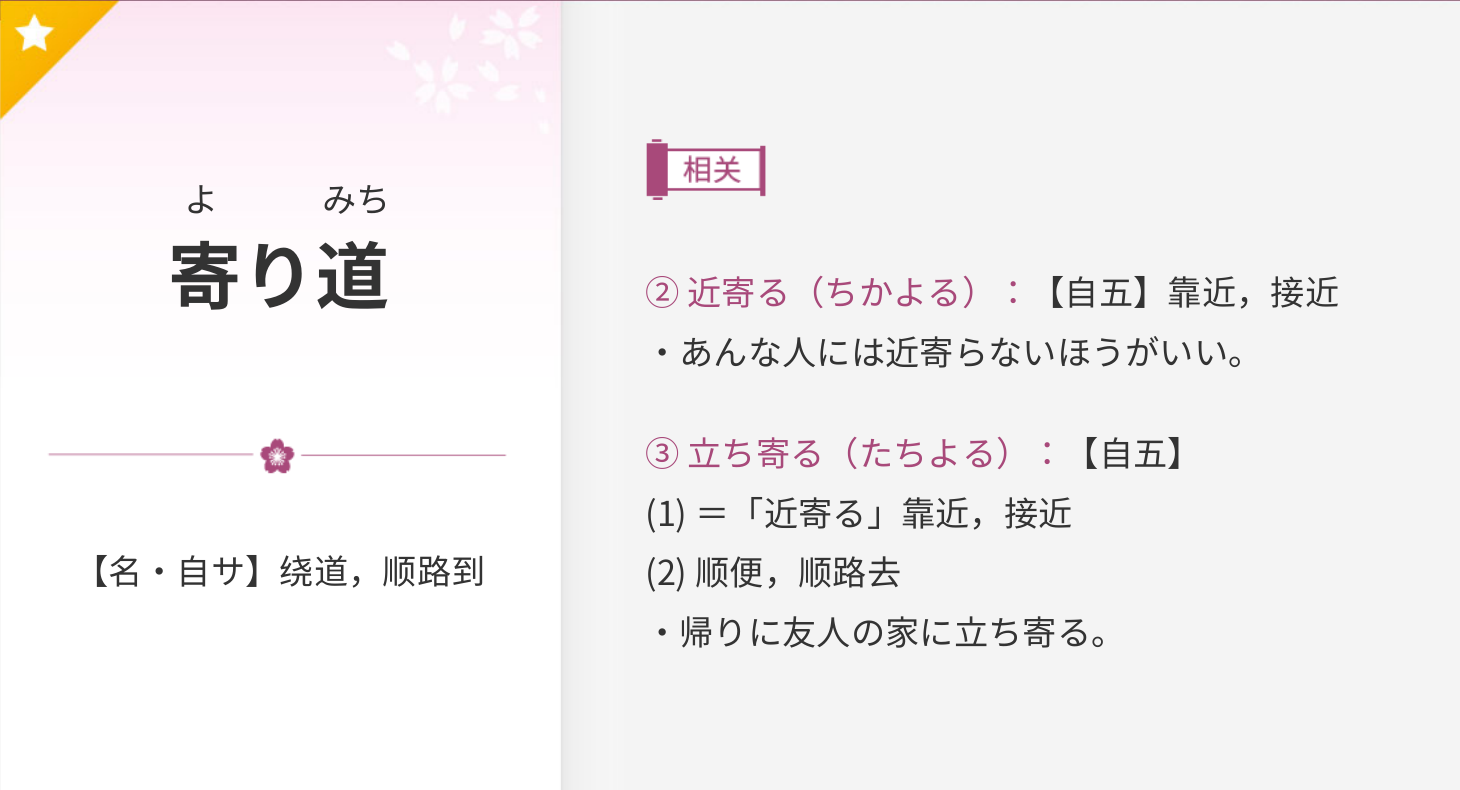 よ みち
寄り道
【名・自サ】绕道，顺路到
相关
② 近寄る（ちかよる）：【自五】靠近，接近
・あんな人には近寄らないほうがいい。
③ 立ち寄る（たちよる）：【自五】
(1) ＝「近寄る」靠近，接近
(2) 顺便，顺路去
・帰りに友人の家に立ち寄る。